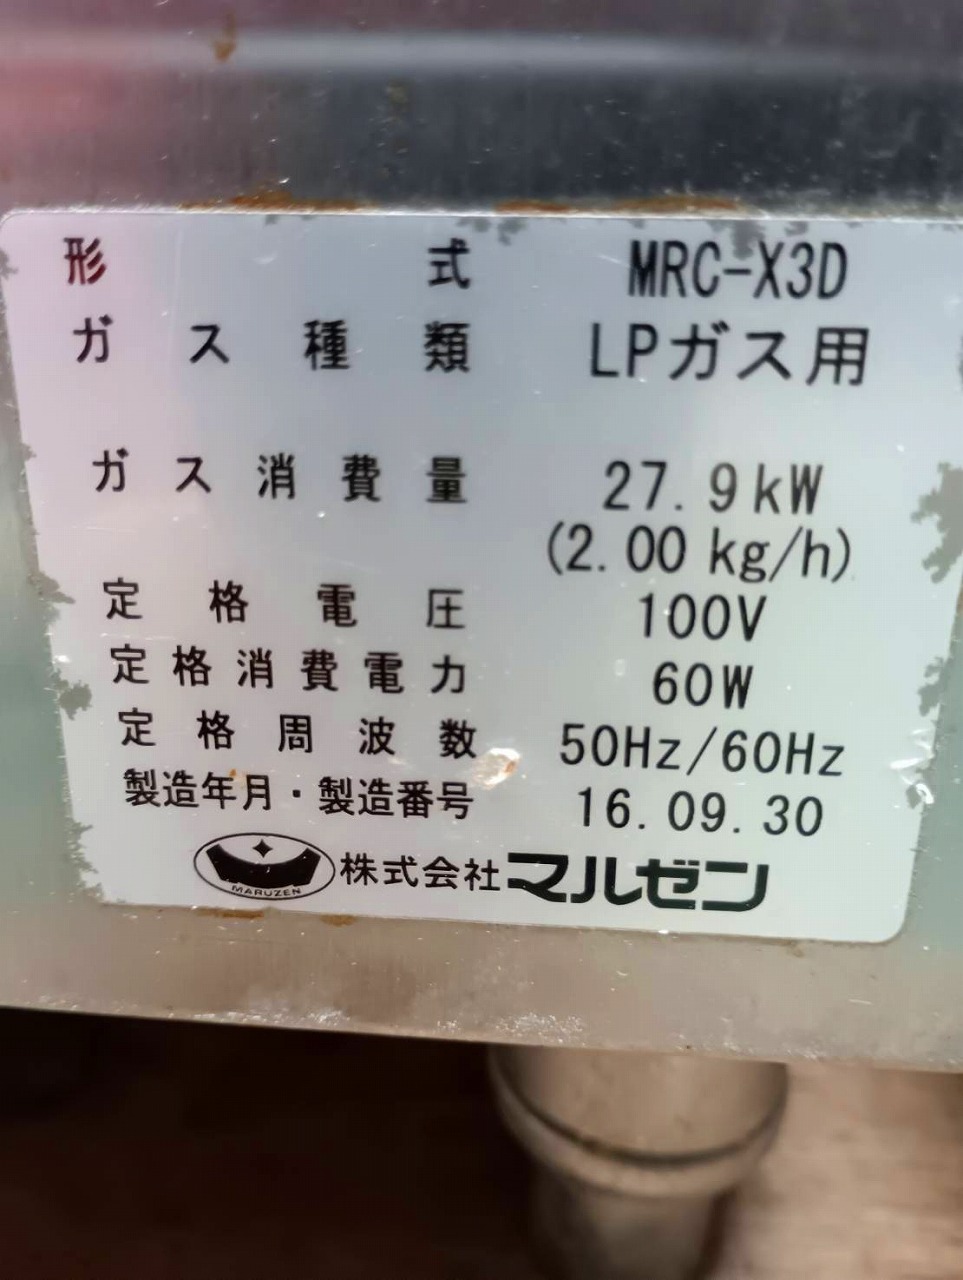 形式 MRC-X3D
ガス種類 LPガス用
ガス消費量 27.9kW
(2.00 kg/h)
定格電圧 100V
定格消費電力 60W
定格周波数 50Hz/60Hz
製造年月・製造番号 16.09.30
MARUZEN 株式会社マルゼン